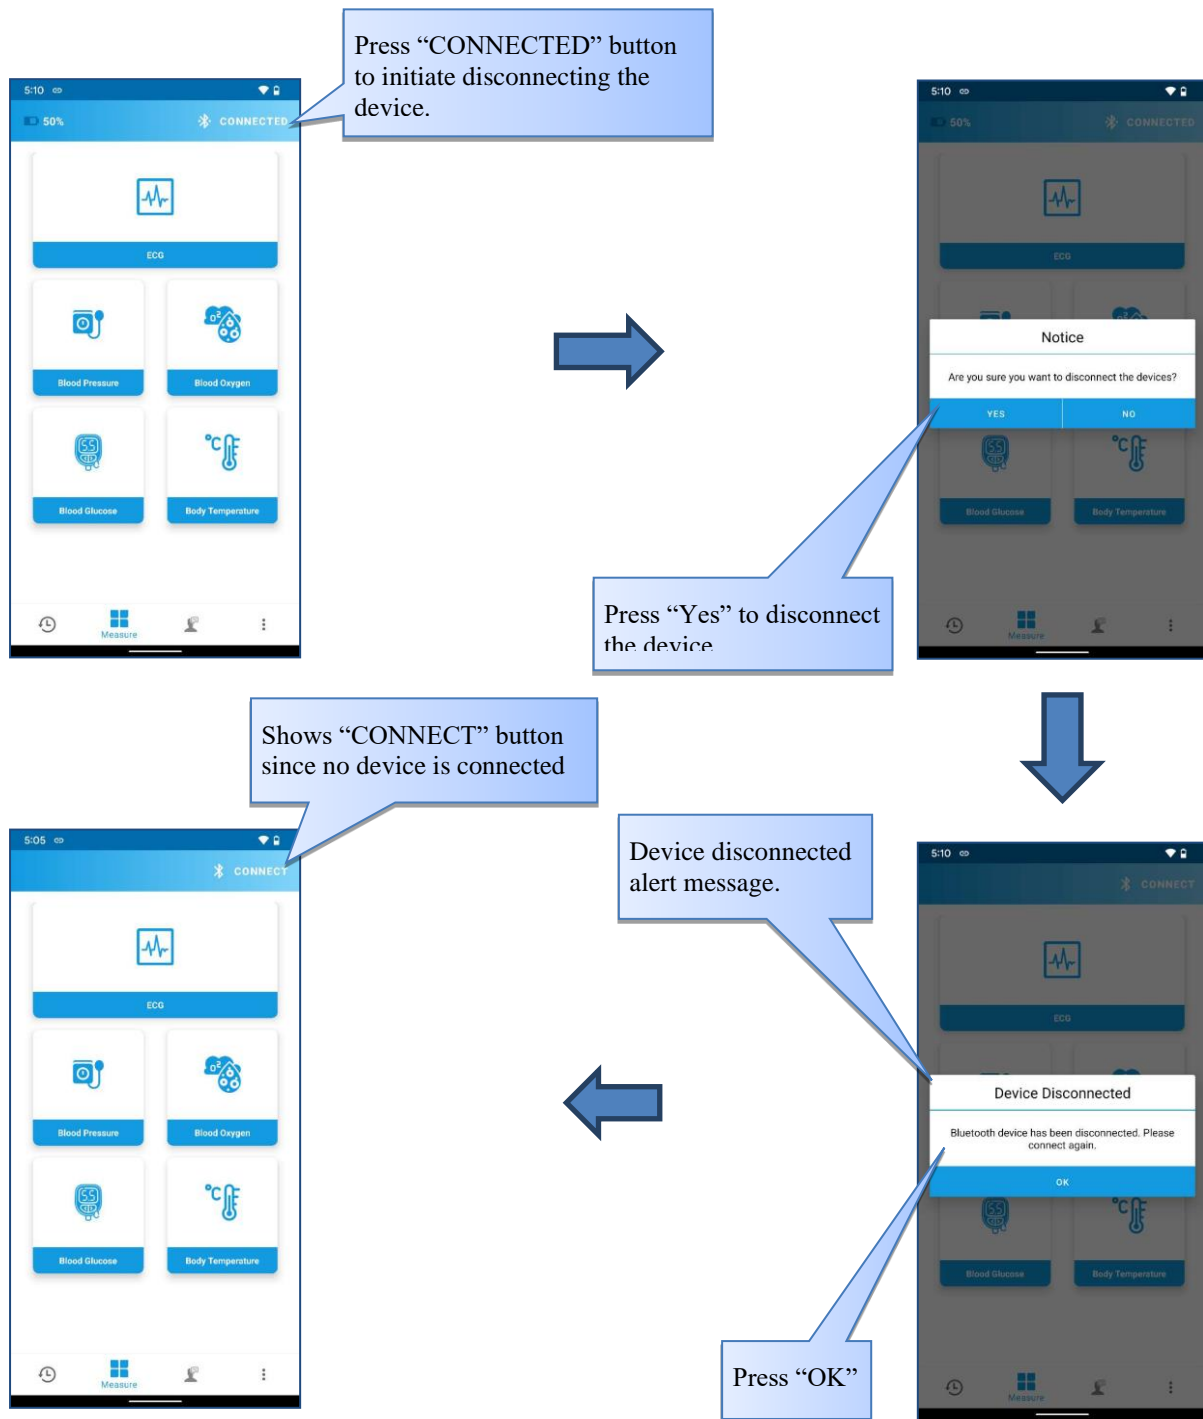 Press “CONNECTED” button
to initiate disconnecting the
device.
5:10
50%
CONNECTED
ECG
Blood Pressure
Blood Oxygen
Blood Glucose
Body Temperature
Measure
5:10
50%
CONNECTED
ECG
Notice
Are you sure you want to disconnect the devices?
YES
NO
Blood Glucose
Body Temperature
Measure
Press “Yes” to disconnect
the device
Device disconnected
alert message.
5:10
CONNECT
ECG
Device Disconnected
Bluetooth device has been disconnected. Please
connect again.
OK
Blood Glucose
Body Temperature
Measure
Press “OK”
Shows “CONNECT” button
since no device is connected
5:05
CONNECT
ECG
Blood Pressure
Blood Oxygen
Blood Glucose
Body Temperature
Measure